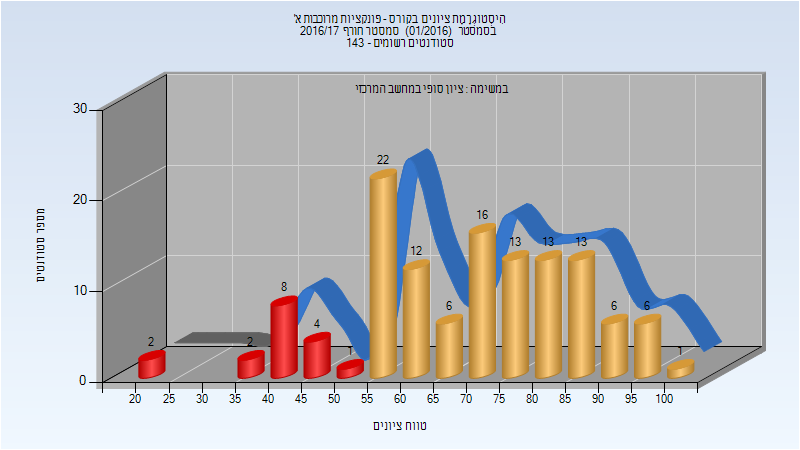 היסטוגרמת ציונים בקורס - פונקציות מרוכבות א'
בסמסטר (01/2016) סמסטר חורף 2016/17
סטודנטים רשומים - 143
במשימה : ציון סופי במחשב המרכזי
מספר סטודנטים
30
20
10
0
2
2
8
4
1
22
12
6
16
13
13
13
6
6
1
20 25 30 35 40 45 50 55 60 65 70 75 80 85 90 95 100
טווח ציונים